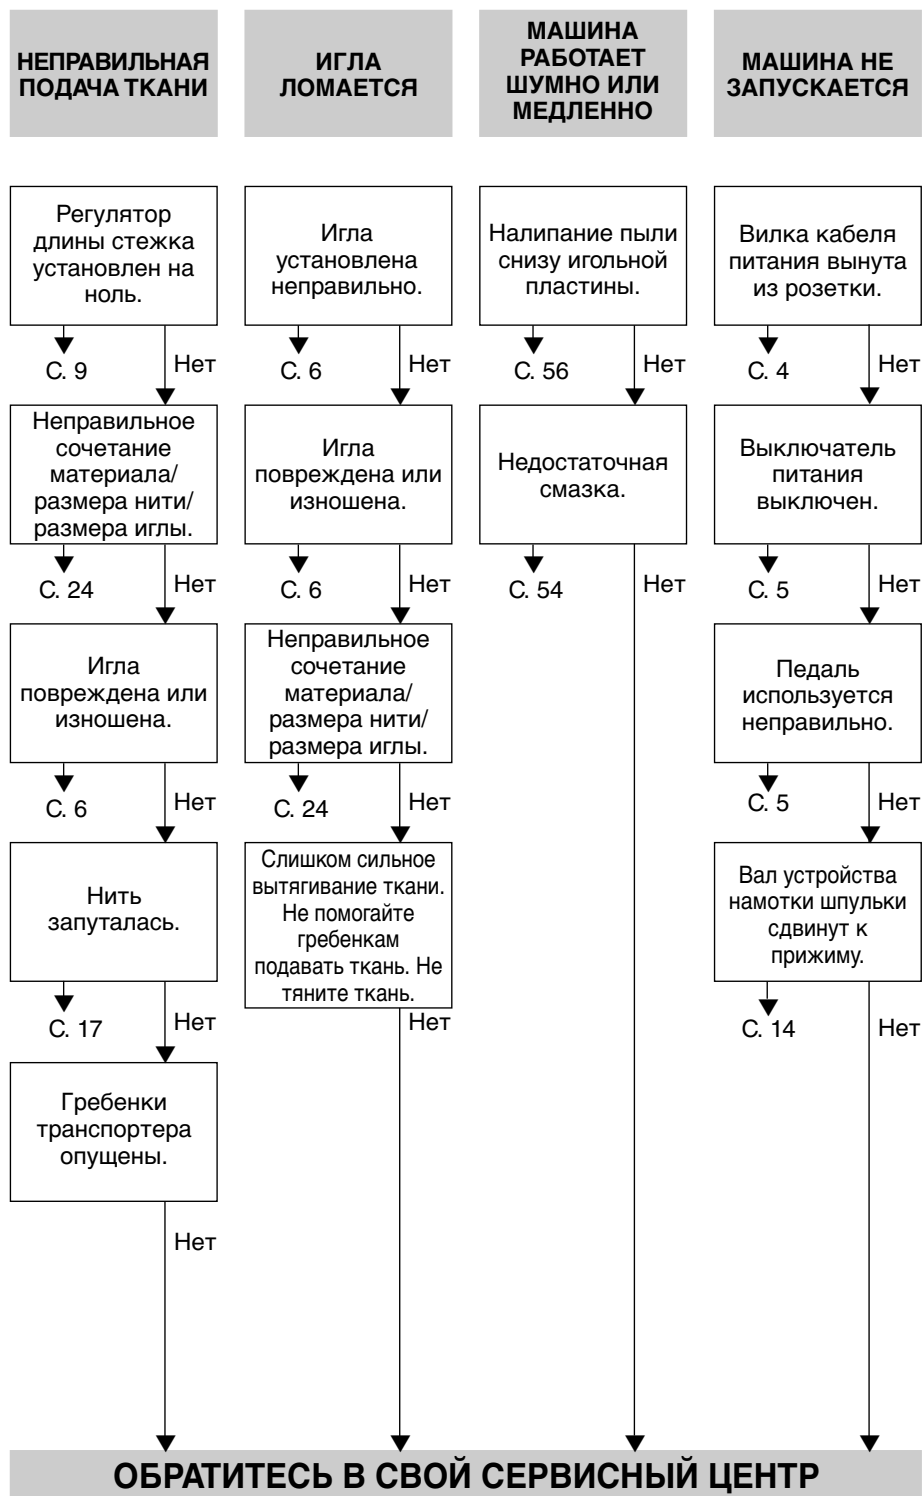 НЕПРАВИЛЬНАЯ
ПОДАЧА ТКАНИ
Регулятор
длины стежка
установлен на
ноль.
С. 9
Нет
Неправильное
сочетание
материала/
размера нити/
размера иглы.
С. 24
Нет
Игла
повреждена или
изношена.
С. 6
Нет
Нить
запуталась.
С. 17
Нет
Гребенки
транспортера
опущены.
Нет
ИГЛА
ЛОМАЕТСЯ
Игла
установлена
неправильно.
С. 6
Нет
Игла
повреждена или
изношена.
С. 6
Нет
Неправильное
сочетание
материала/
размера нити/
размера иглы.
С. 24
Нет
Слишком сильное
вытягивание ткани.
Не помогайте
гребенкам
подавать ткань. Не
тяните ткань.
Нет
МАШИНА
РАБОТАЕТ
ШУМНО ИЛИ
МЕДЛЕННО
Налипание пыли
снизу игольной
пластины.
С. 56
Нет
Недостаточная
смазка.
С. 54
Нет
МАШИНА НЕ
ЗАПУСКАЕТСЯ
Вилка кабеля
питания вынута
из розетки.
С. 4
Нет
Выключатель
питания
выключен.
С. 5
Нет
Педаль
используется
неправильно.
С. 5
Нет
Вал устройства
намотки шпульки
сдвинут к
прижиму.
С. 14
Нет
ОБРАТИТЕСЬ В СВОЙ СЕРВИСНЫЙ ЦЕНТР